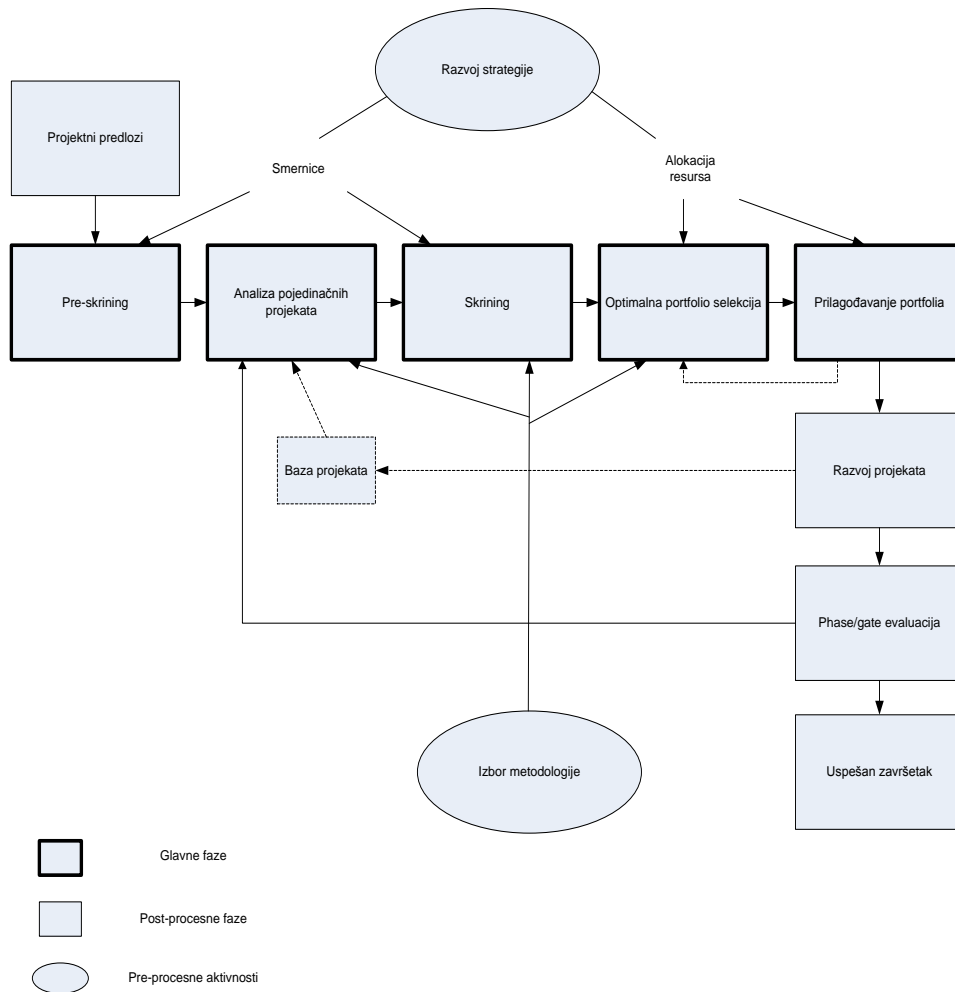 Razvoj strategije
Projektni predlozi
Smernice
Alokacija
resursa
Pre-skrining
Analiza pojedinačnih
projekata
Skrining
Optimalna portfolio selekcija
Prilagođavanje portfolia
Baza projekata
Razvoj projekata
Phase/gate evaluacija
Izbor metodologije
Uspešan završetak
Glavne faze
Post-procesne faze
Pre-procesne aktivnosti